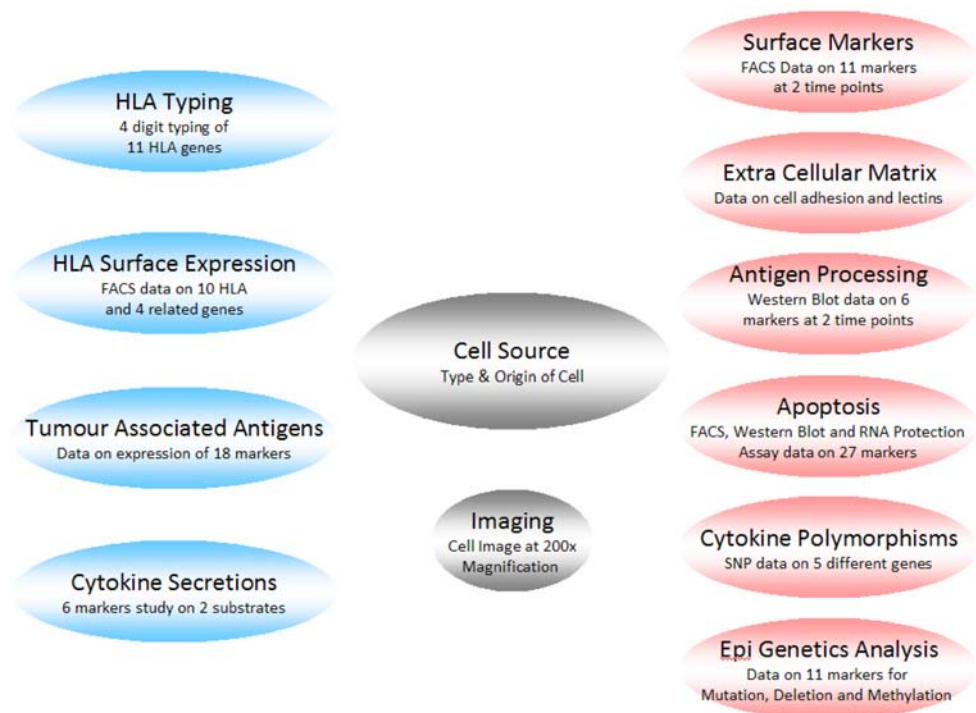 HLA Typing
4 digit typing of
11 HLA genes
HLA Surface Expression
FACS data on 10 HLA
and 4 related genes
Tumour Associated Antigens
Data on expression of 18 markers
Cytokine Secretions
6 markers study on 2 substrates
Cell Source
Type & Origin of Cell
Imaging
Cell Image at 200x
Magnification
Surface Markers
FACS Data on 11 markers
at 2 time points
Extra Cellular Matrix
Data on cell adhesion and lectins
Antigen Processing
Western Blot data on 6
markers at 2 time points
Apoptosis
FACS, Western Blot and RNA Protection
Assay data on 27 markers
Cytokine Polymorphisms
SNP data on 5 different genes
Epi Genetics Analysis
Data on 11 markers for
Mutation, Deletion and Methylation